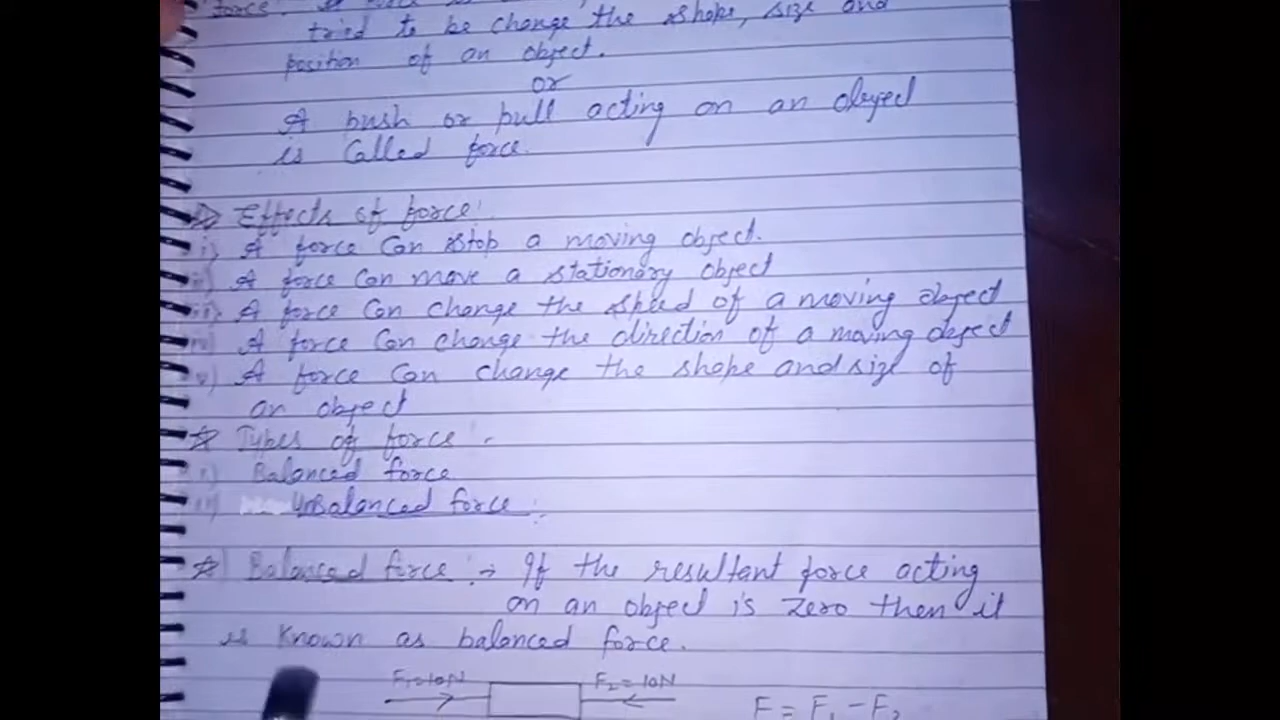 force
tried to be change the shape, size and
position of an object.
or
A push or pull acting on an object
is Called force.
Effects of force:
i) A force Can stop a moving object.
ii) A force Can move a stationary object
iii) A force Can change the speed of a moving object
iv) A force Can change the direction of a moving object
v) A force Can change the shape and size of
an object
☆ Types of force :-
i) Balanced force
ii) UnBalanced force :
☆ Balanced force :→ If the resultant force acting
on an object is Zero then it
is Known as balanced force.
F₁=10N F₂=10N
F = F₁ - F₂